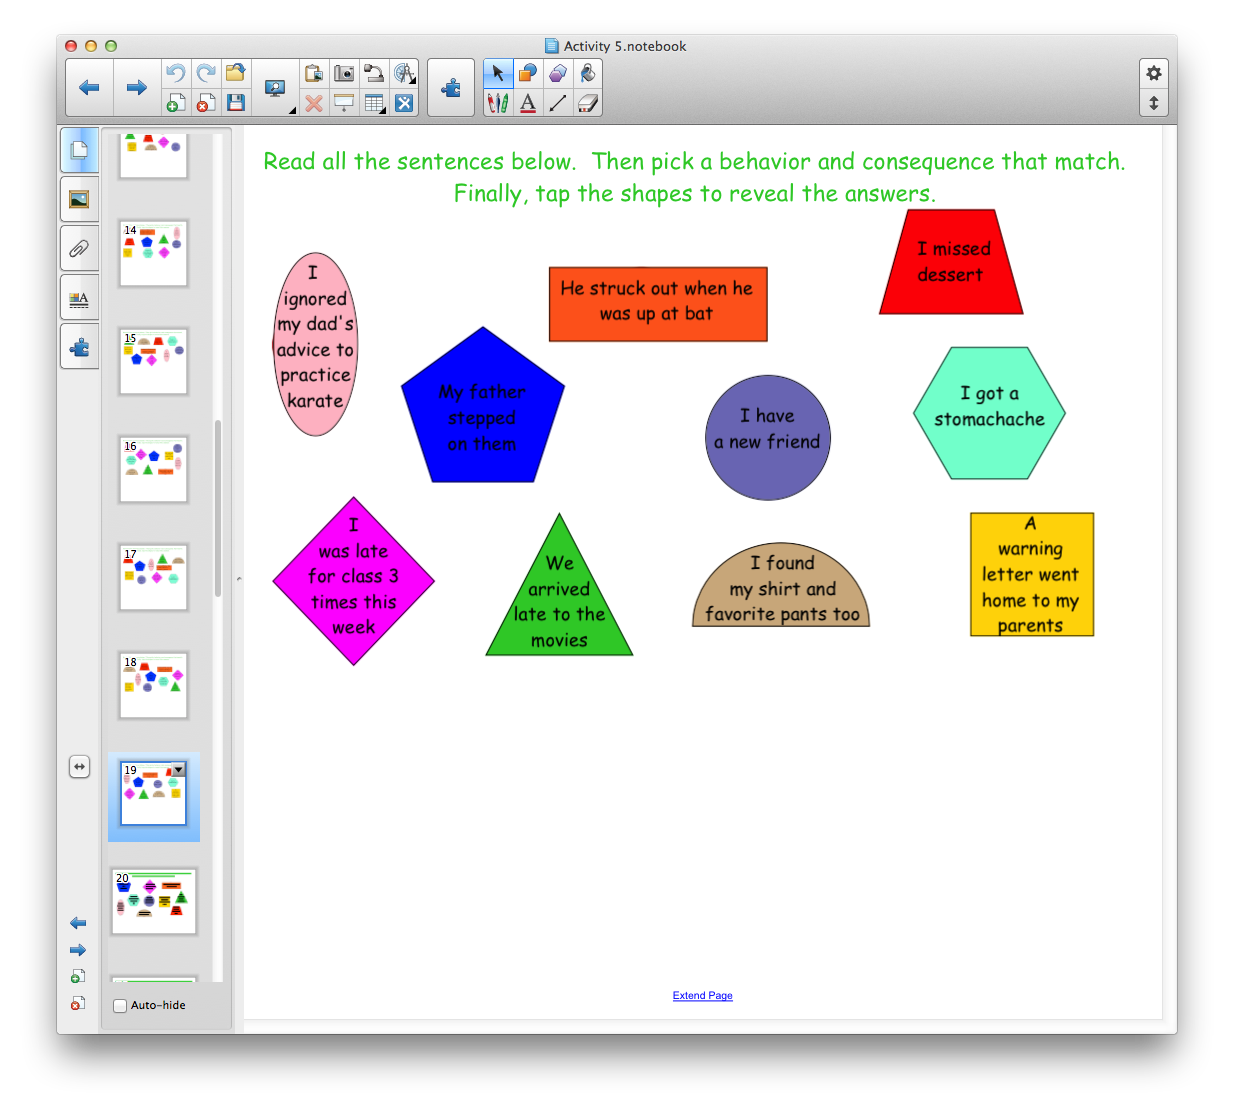 Activity 5.notebook
Read all the sentences below.  Then pick a behavior and consequence that match.
Finally, tap the shapes to reveal the answers.
I
ignored
my dad's
advice to
practice
karate
He struck out when he
was up at bat
I missed
dessert
My father
stepped
on them
I have
a new friend
I got a
stomachache
I
was late
for class 3
times this
week
We
arrived
late to the
movies
I found
my shirt and
favorite pants too
A
warning
letter went
home to my
parents
14
15
16
17
18
19
20
Auto-hide
Extend Page